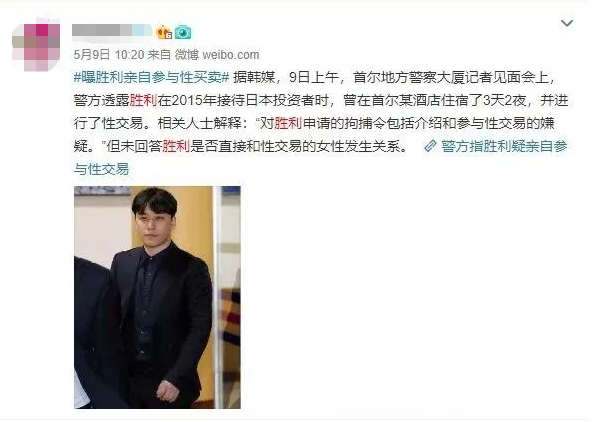 5月9日 10:20 来自 微博 weibo.com
#曝胜利亲自参与性买卖# 据韩媒，9日上午，首尔地方警察大厦记者见面会上，
警方透露胜利在2015年接待日本投资者时，曾在首尔某酒店住宿了3天2夜，并进
行了性交易。相关人士解释：“对胜利申请的拘捕令包括介绍和参与性交易的嫌
疑。”但未回答胜利是否直接和性交易的女性发生关系。 警方指胜利疑亲自参
与性交易